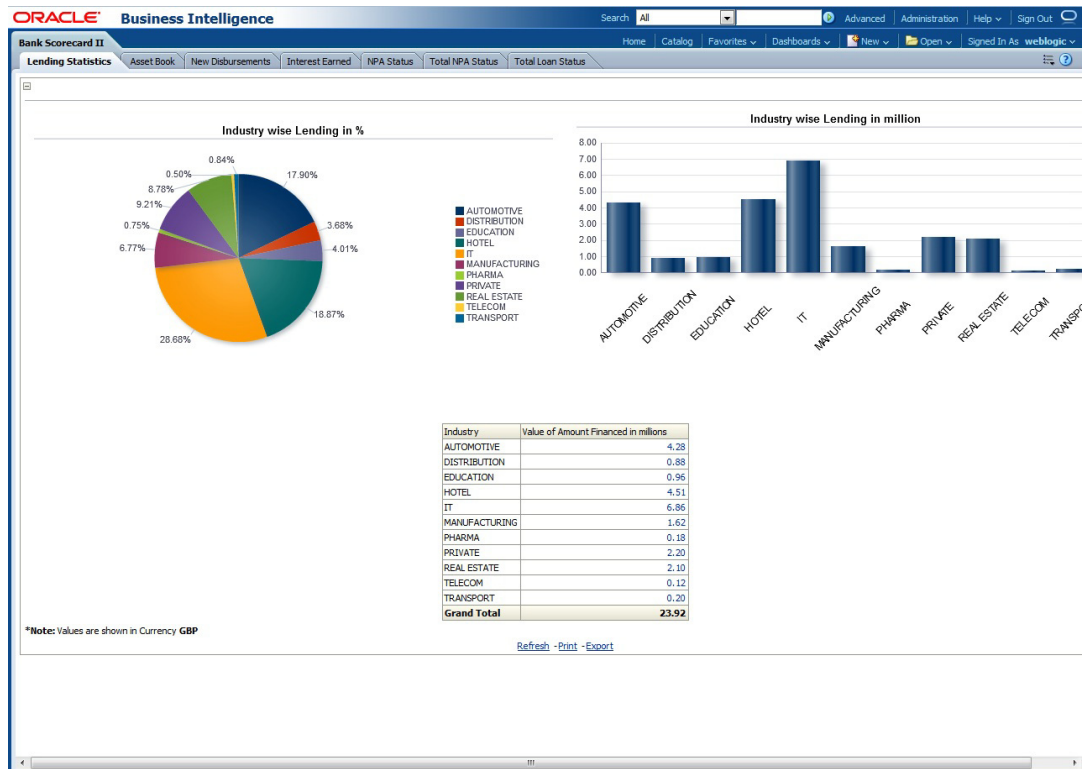 ORACLE Business Intelligence Search All Advanced Administration Help Sign Out
Bank Scorecard II Home Catalog Favorites Dashboards New Open Signed In As weblogic
Lending Statistics Asset Book New Disbursements Interest Earned NPA Status Total NPA Status Total Loan Status
Industry wise Lending in %
0.84%
0.50%
17.90%
8.78%
9.21%
0.75%
3.68%
6.77%
4.01%
18.87%
28.68%
AUTOMOTIVE
DISTRIBUTION
EDUCATION
HOTEL
IT
MANUFACTURING
PHARMA
PRIVATE
REAL ESTATE
TELECOM
TRANSPORT
Industry wise Lending in million
8.00
7.00
6.00
5.00
4.00
3.00
2.00
1.00
0.00
AUTOMOTIVE
DISTRIBUTION
EDUCATION
HOTEL
IT
MANUFACTURING
PHARMA
PRIVATE
REAL ESTATE
TELECOM
TRANSPO
Industry Value of Amount Financed in millions
AUTOMOTIVE 4.28
DISTRIBUTION 0.88
EDUCATION 0.96
HOTEL 4.51
IT 6.86
MANUFACTURING 1.62
PHARMA 0.18
PRIVATE 2.20
REAL ESTATE 2.10
TELECOM 0.12
TRANSPORT 0.20
Grand Total 23.92
*Note: Values are shown in Currency GBP
Refresh - Print - Export